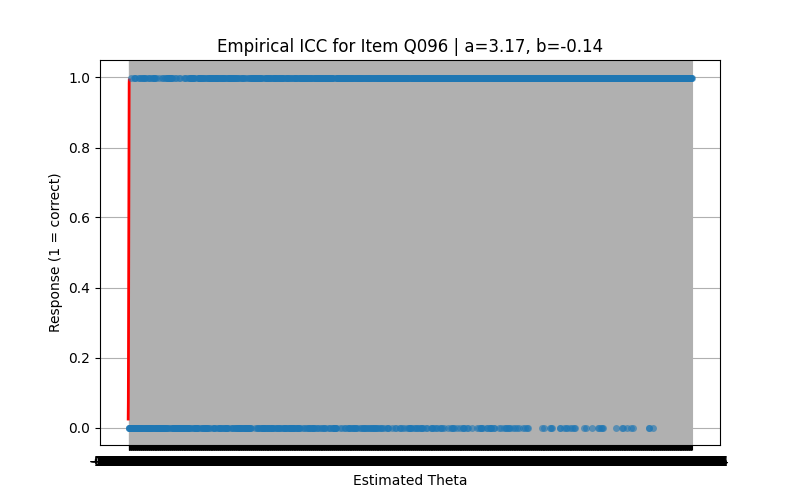 Empirical ICC for Item Q096 | a=3.17, b=-0.14
Response (1 = correct)
1.0
0.8
0.6
0.4
0.2
0.0
Estimated Theta